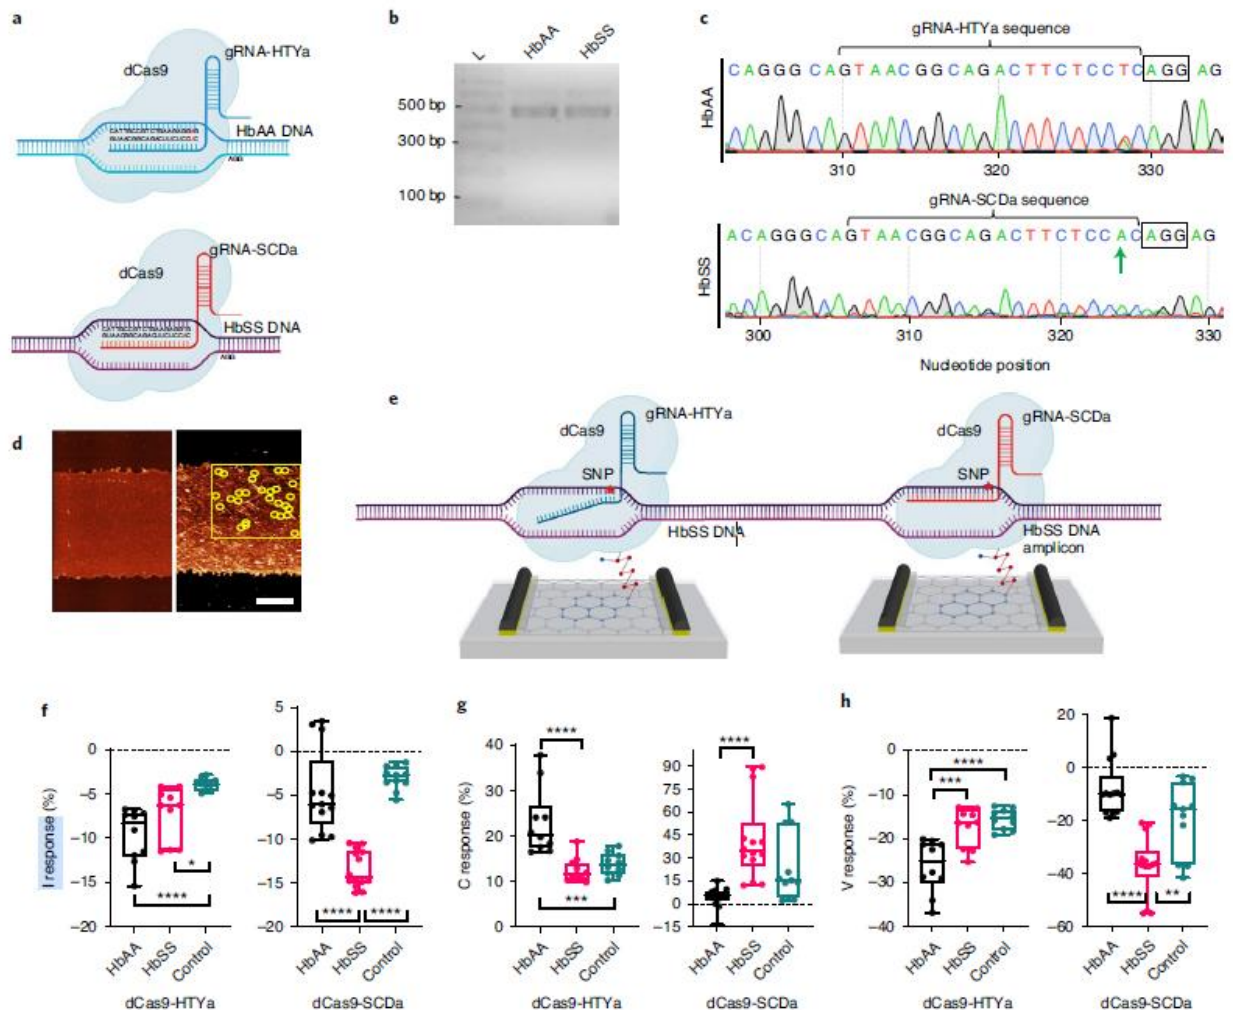 a
dCas9
gRNA-HTYa
HbAA DNA
AGG
dCas9
gRNA-SCDa
HbSS DNA
AGG
b
L
HbAA
HbSS
500 bp
300 bp
100 bp
c
gRNA-HTYa sequence
HbAA
CAGGGCAGTAACGGCAGACTTCTCCTCAGGAG
310
320
330
gRNA-SCDa sequence
HbSS
ACAGGGCAGTAACGGCAGACTTCTCCACAGGAG
300
310
320
330
Nucleotide position
d
e
dCas9
gRNA-HTYa
SNP
HbSS DNA
dCas9
gRNA-SCDa
SNP
HbSS DNA
amplicon
f
I response (%)
0
−5
−10
−15
−20
*
****
HbAA
HbSS
Control
dCas9-HTYa
5
0
−5
−10
−15
−20
****
****
HbAA
HbSS
Control
dCas9-SCDa
g
C response (%)
40
30
20
10
0
****
***
HbAA
HbSS
Control
dCas9-HTYa
90
75
60
45
30
15
0
−15
****
HbAA
HbSS
Control
dCas9-SCDa
h
V response (%)
0
−10
−20
−30
−40
****
***
HbAA
HbSS
Control
dCas9-HTYa
20
0
−20
−40
−60
****
**
HbAA
HbSS
Control
dCas9-SCDa